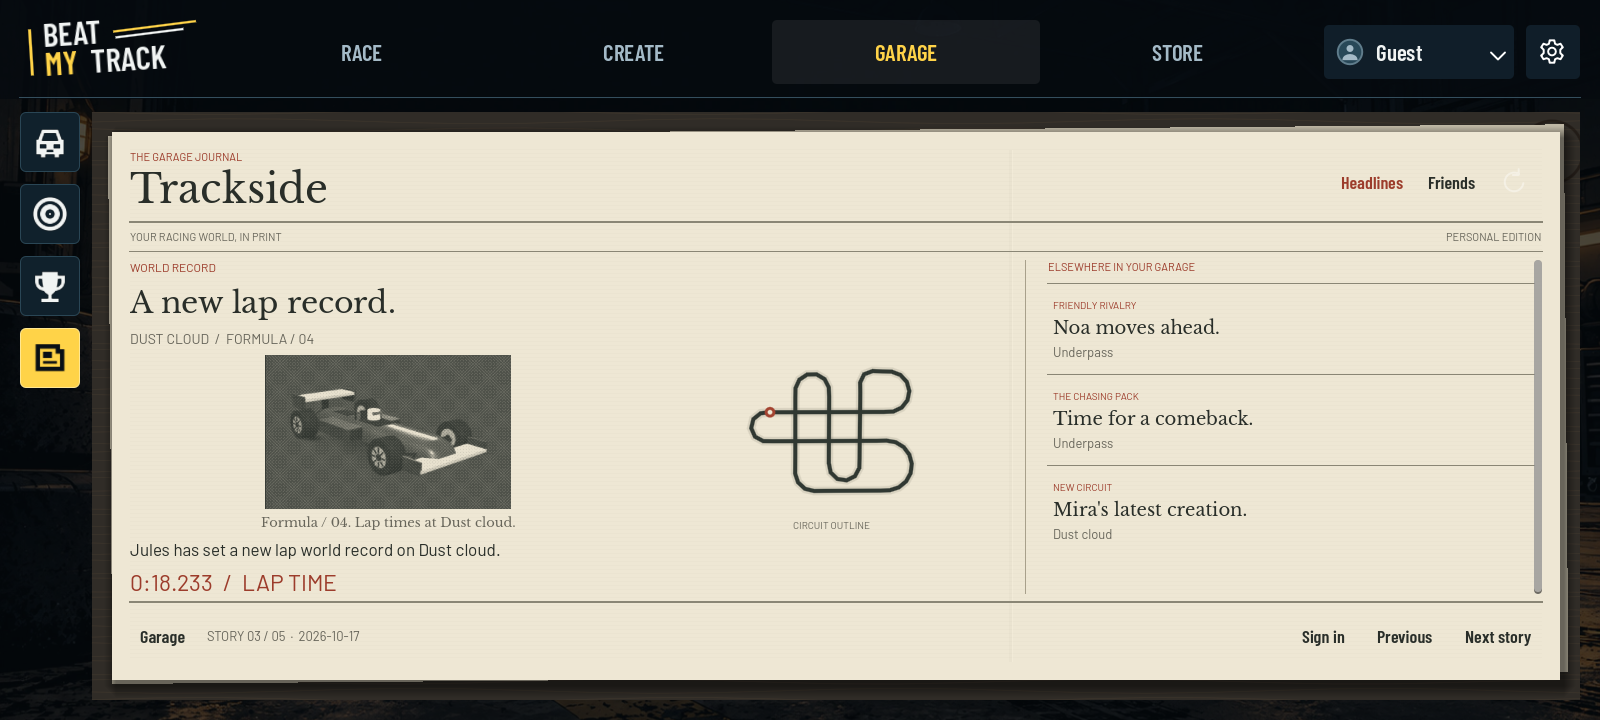 BEAT
MY TRACK
RACE
CREATE
GARAGE
STORE
Guest
THE GARAGE JOURNAL
Trackside
Headlines
Friends
YOUR RACING WORLD, IN PRINT
PERSONAL EDITION
WORLD RECORD
A new lap record.
DUST CLOUD / FORMULA / 04
Formula / 04. Lap times at Dust cloud.
CIRCUIT OUTLINE
Jules has set a new lap world record on Dust cloud.
0:18.233 / LAP TIME
ELSEWHERE IN YOUR GARAGE
FRIENDLY RIVALRY
Noa moves ahead.
Underpass
THE CHASING PACK
Time for a comeback.
Underpass
NEW CIRCUIT
Mira's latest creation.
Dust cloud
Garage
STORY 03 / 05 · 2026-10-17
Sign in
Previous
Next story